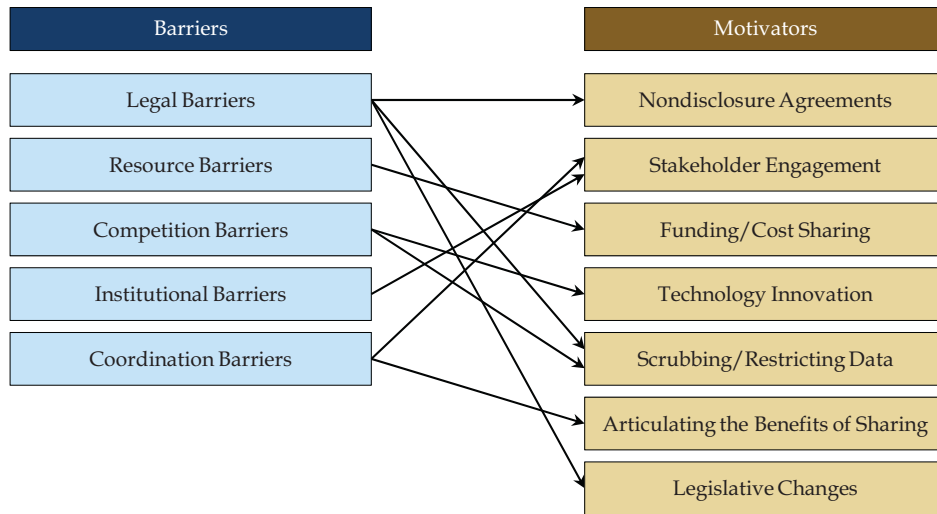 Barriers
Motivators
Legal Barriers
Nondisclosure Agreements
Resource Barriers
Stakeholder Engagement
Competition Barriers
Funding/Cost Sharing
Institutional Barriers
Technology Innovation
Coordination Barriers
Scrubbing/Restricting Data
Articulating the Benefits of Sharing
Legislative Changes